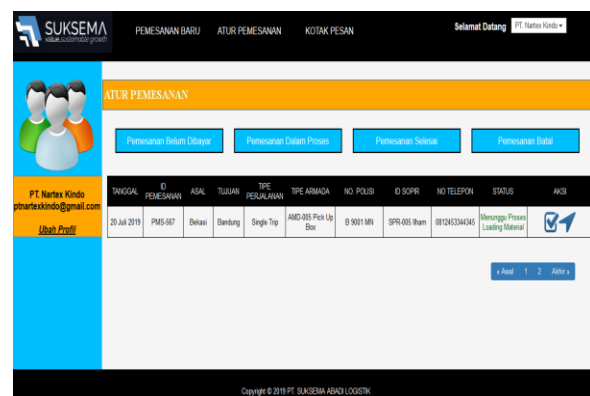 SUKSEMA
value.sustainable growth
PEMESANAN BARU ATUR PEMESANAN KOTAK PESAN
Selamat Datang PT. Nartex Kindo
ATUR PEMESANAN
Pemesanan Belum Dibayar Pemesanan Dalam Proses Pemesanan Selesai Pemesanan Batal
PT. Nartex Kindo
ptnartexkindo@gmail.com
Ubah Profil
TANGGAL ID PEMESANAN ASAL TUJUAN TIPE PERJALANAN TIPE ARMADA NO. POLISI ID SOPIR NO TELEPON STATUS AKSI
20 Juli 2019 PMS-567 Bekasi Bandung Single Trip AMD-005 Pick Up Box B 9001 MN SPR-005 Ilham 0812453344345 Menunggu Proses Loading Material
« Awal 1 2 Akhir »
Copyright © 2019 PT. SUKSEMA ABADI LOGISTIK